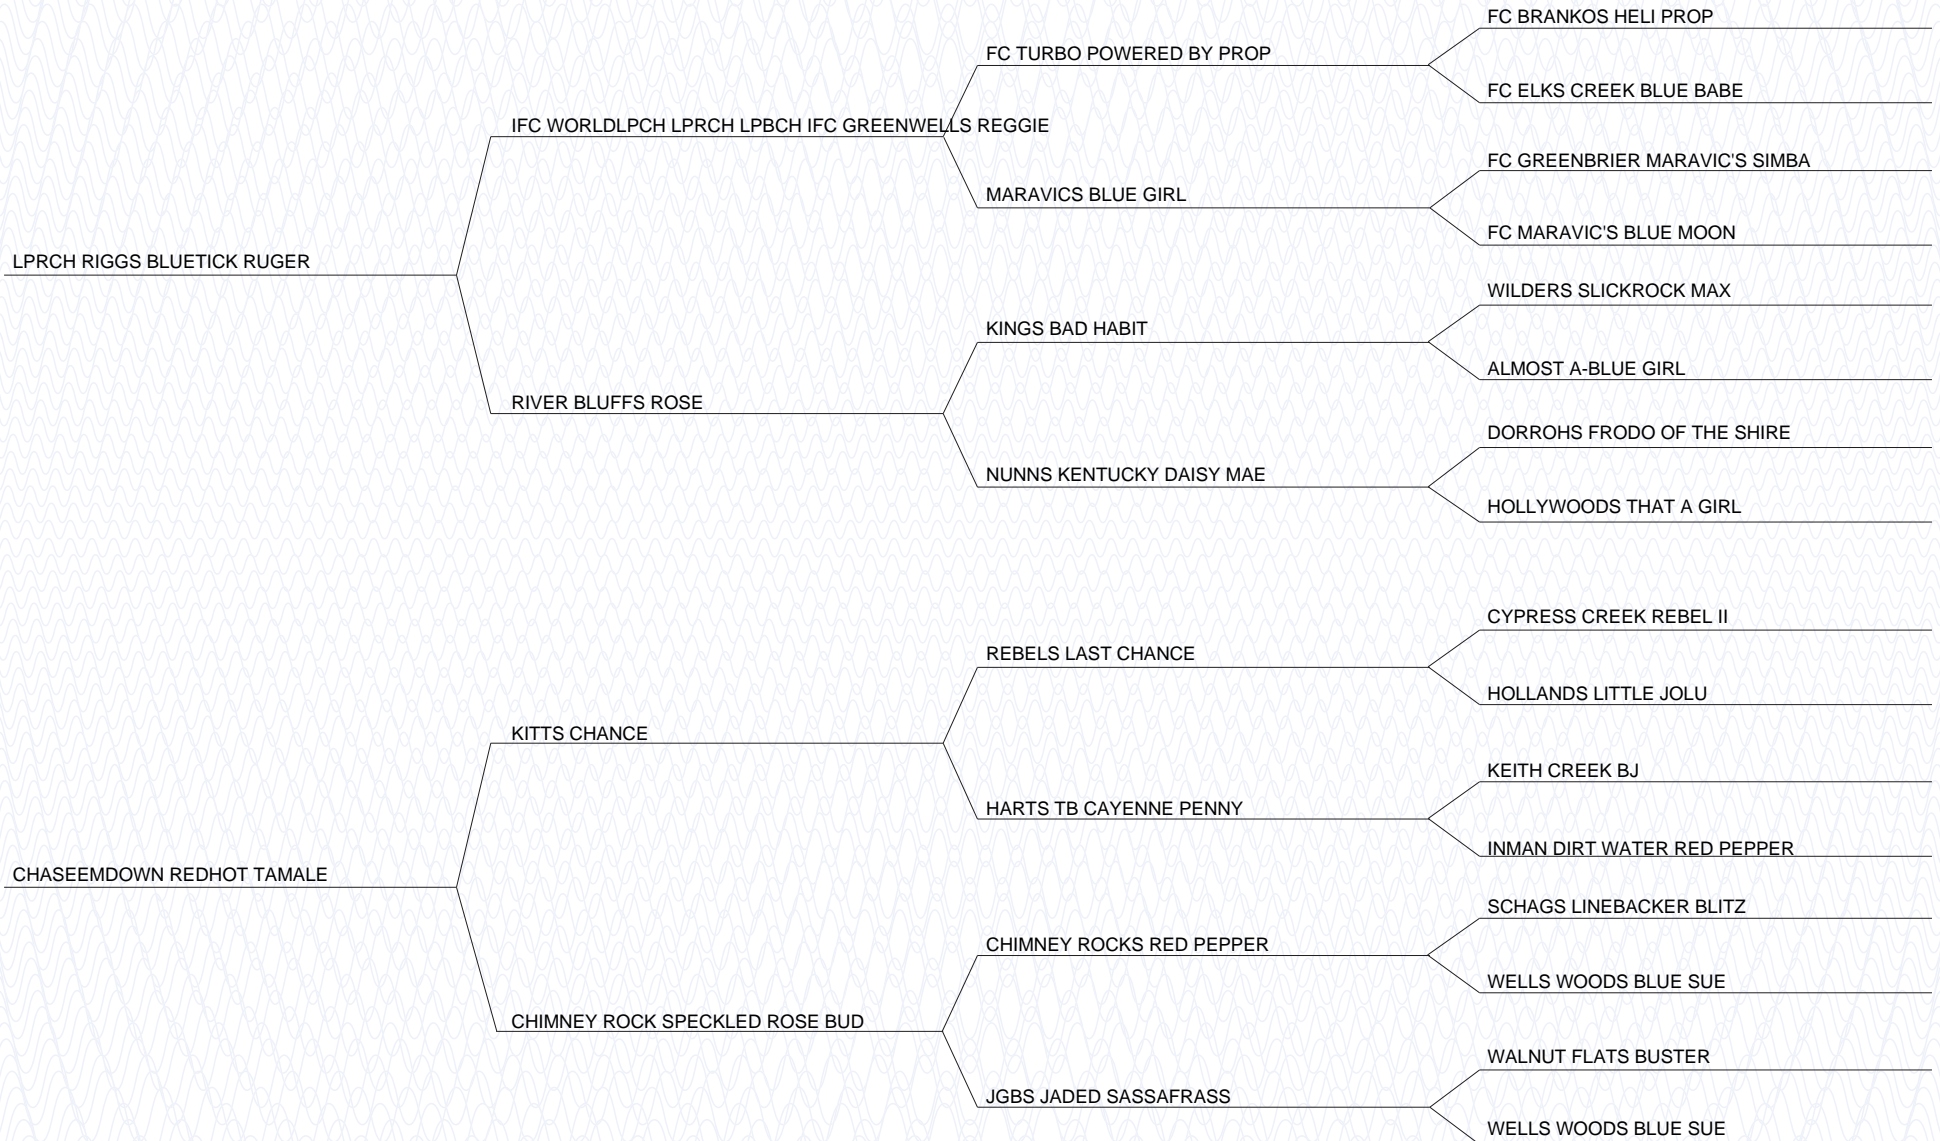 FC BRANKOS HELI PROP
FC TURBO POWERED BY PROP
FC ELKS CREEK BLUE BABE
IFC WORLDLPCH LPRCH LPBCH IFC GREENWELLS REGGIE
FC GREENBRIER MARAVIC'S SIMBA
MARAVICS BLUE GIRL
FC MARAVIC'S BLUE MOON
LPRCH RIGGS BLUETICK RUGER
WILDERS SLICKROCK MAX
KINGS BAD HABIT
ALMOST A-BLUE GIRL
RIVER BLUFFS ROSE
DORROHS FRODO OF THE SHIRE
NUNNS KENTUCKY DAISY MAE
HOLLYWOODS THAT A GIRL
CYPRESS CREEK REBEL II
REBELS LAST CHANCE
HOLLANDS LITTLE JOLU
KITTS CHANCE
KEITH CREEK BJ
HARTS TB CAYENNE PENNY
INMAN DIRT WATER RED PEPPER
CHASEEMDOWN REDHOT TAMALE
SCHAGS LINEBACKER BLITZ
CHIMNEY ROCKS RED PEPPER
WELLS WOODS BLUE SUE
CHIMNEY ROCK SPECKLED ROSE BUD
WALNUT FLATS BUSTER
JGBS JADED SASSAFRASS
WELLS WOODS BLUE SUE